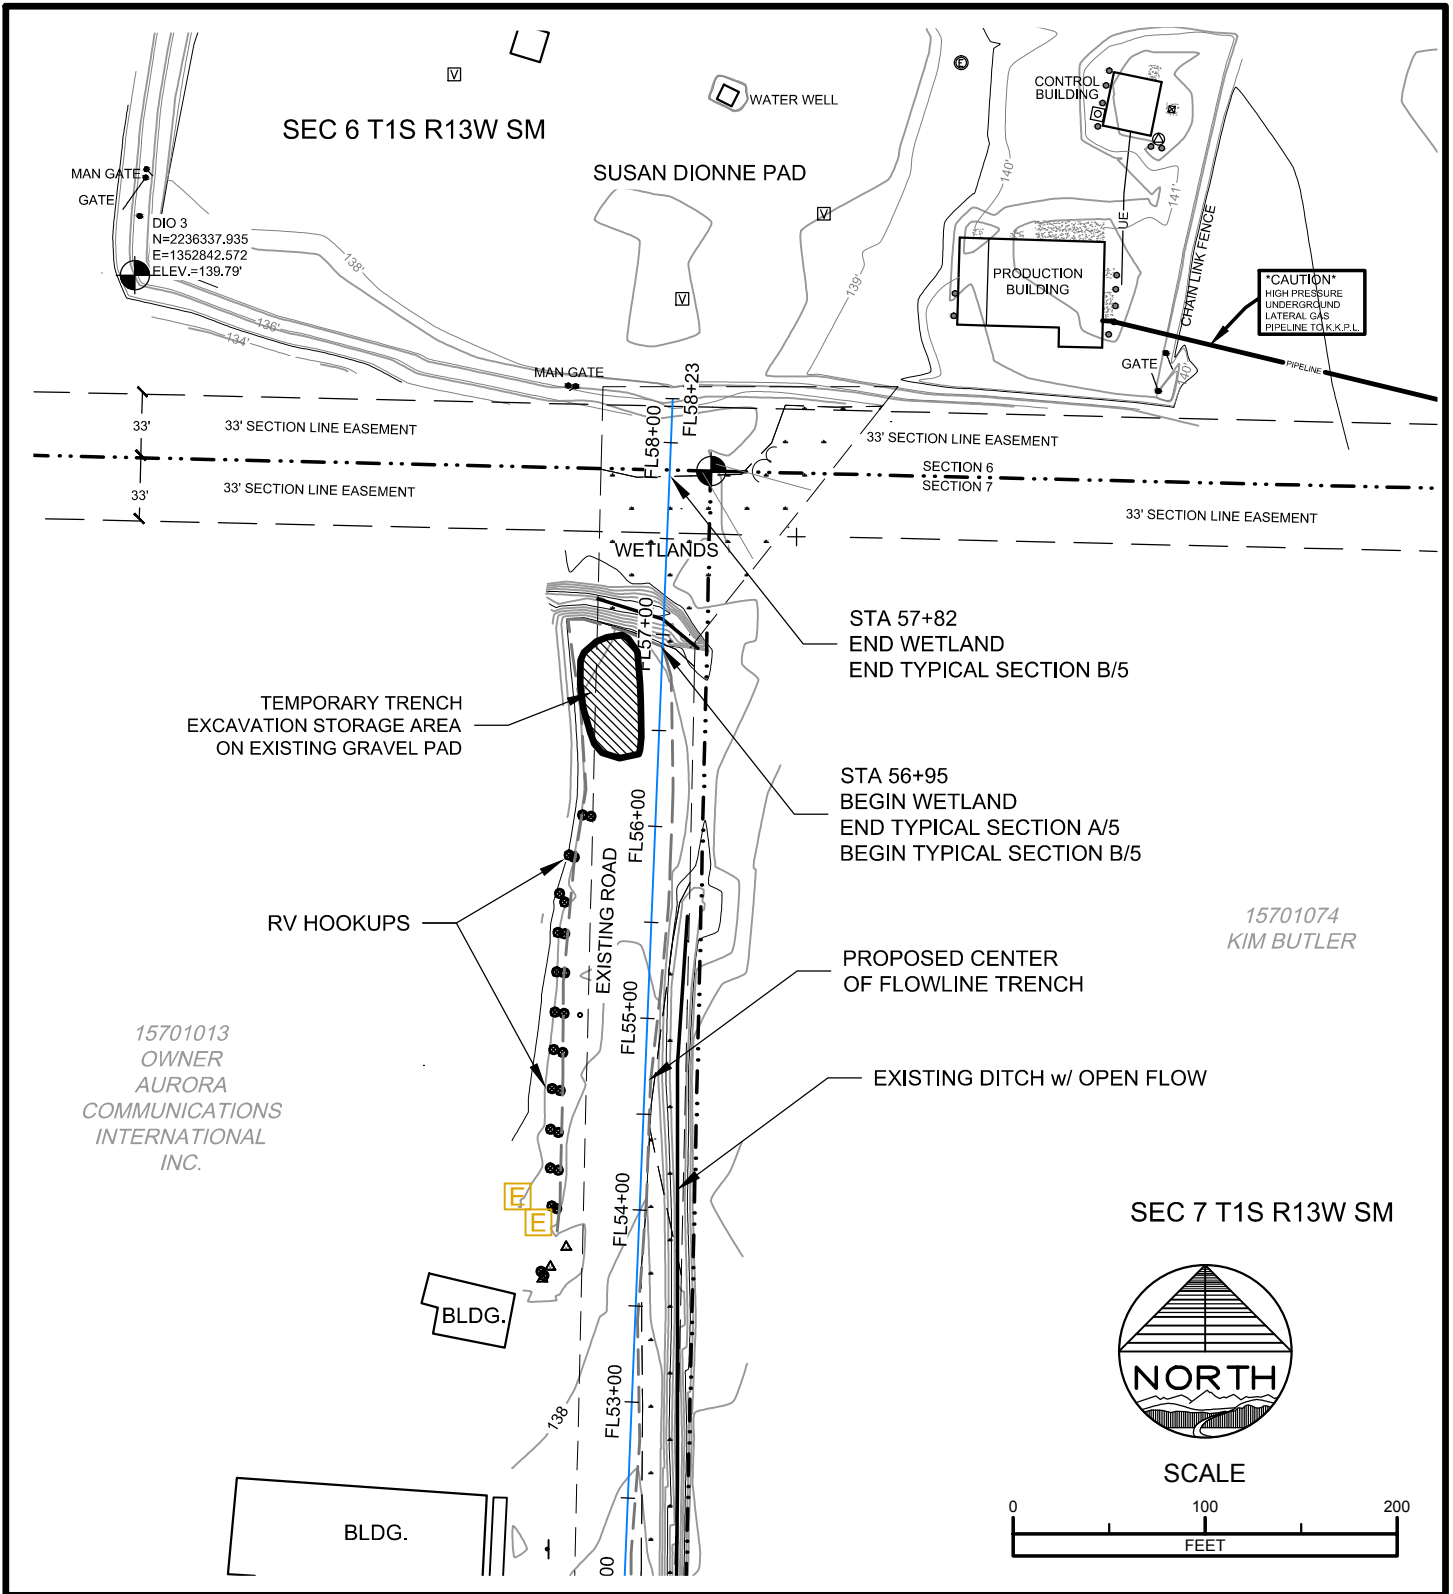 SEC 6 T1S R13W SM
V
WATER WELL
SUSAN DIONNE PAD
E
CONTROL
BUILDING
140'
141'
UE
CHAIN LINK FENCE
MAN GATE
GATE
DIO 3
N=2236337.935
E=1352842.572
ELEV.=139.79'
138'
136'
134'
V
V
139'
PRODUCTION
BUILDING
*CAUTION*
HIGH PRESSURE
UNDERGROUND
LATERAL GAS
PIPELINE TO K.K.P.L.
PIPELINE
GATE
140'
MAN GATE
FL58+23
FL58+00
33'
33' SECTION LINE EASEMENT
33' SECTION LINE EASEMENT
SECTION 6
SECTION 7
33'
33' SECTION LINE EASEMENT
33' SECTION LINE EASEMENT
WETLANDS
FL57+00
STA 57+82
END WETLAND
END TYPICAL SECTION B/5
TEMPORARY TRENCH
EXCAVATION STORAGE AREA
ON EXISTING GRAVEL PAD
STA 56+95
BEGIN WETLAND
END TYPICAL SECTION A/5
BEGIN TYPICAL SECTION B/5
FL56+00
EXISTING ROAD
RV HOOKUPS
15701074
KIM BUTLER
PROPOSED CENTER
OF FLOWLINE TRENCH
FL55+00
15701013
OWNER
AURORA
COMMUNICATIONS
INTERNATIONAL
INC.
EXISTING DITCH w/ OPEN FLOW
E
E
FL54+00
SEC 7 T1S R13W SM
BLDG.
NORTH
FL53+00
138
SCALE
0 100 200
FEET
BLDG.
00